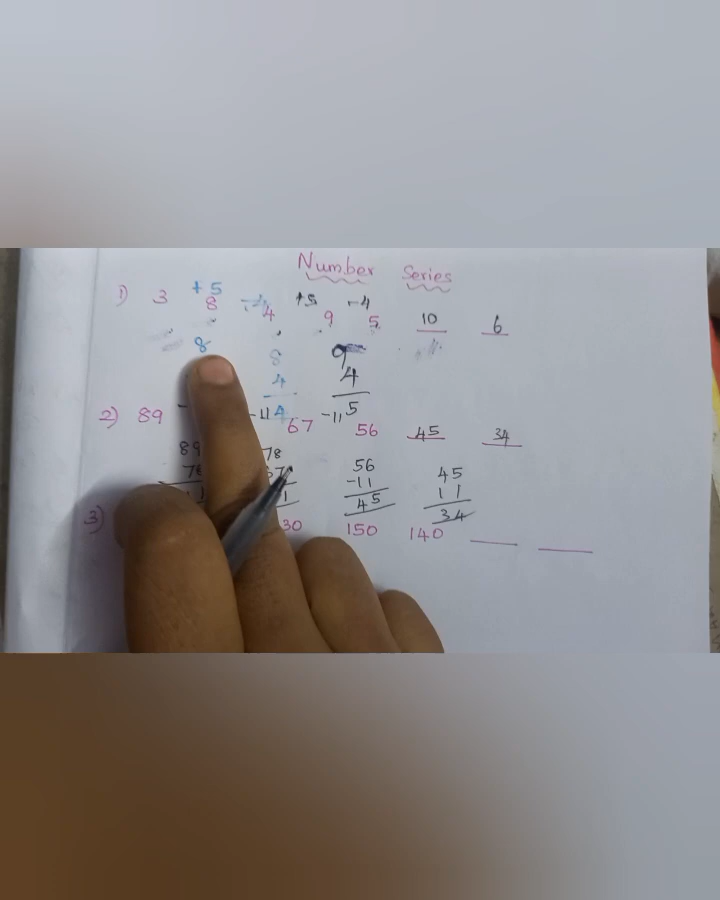 Number Series
+5 -4 +5 -4
1) 3 8 4 9 5 10 6
8 8 9
4 4
4 5
-11 -11
2) 89 67 56 45 34
89 78 56 45
-11 11
45 34
3) 30 150 140